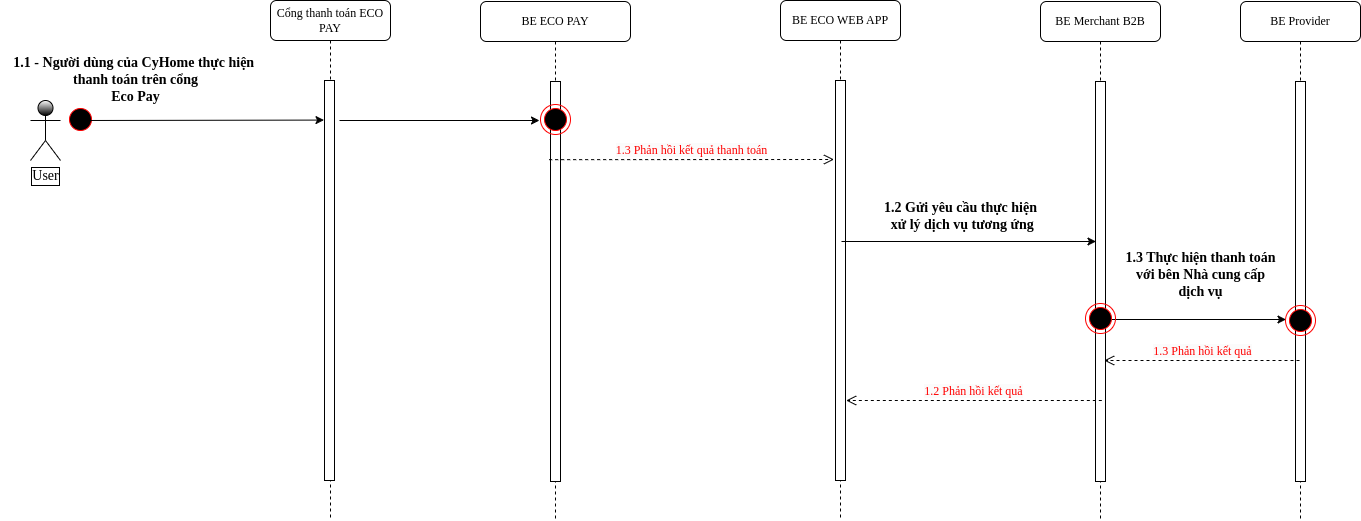 Cổng thanh toán ECO
PAY
BE ECO PAY
BE ECO WEB APP
BE Merchant B2B
BE Provider
1.1 - Người dùng của CyHome thực hiện
thanh toán trên cổng
Eco Pay
User
1.3 Phản hồi kết quả thanh toán
1.2 Gửi yêu cầu thực hiện
xử lý dịch vụ tương ứng
1.3 Thực hiện thanh toán
với bên Nhà cung cấp
dịch vụ
1.3 Phản hồi kết quả
1.2 Phản hồi kết quả